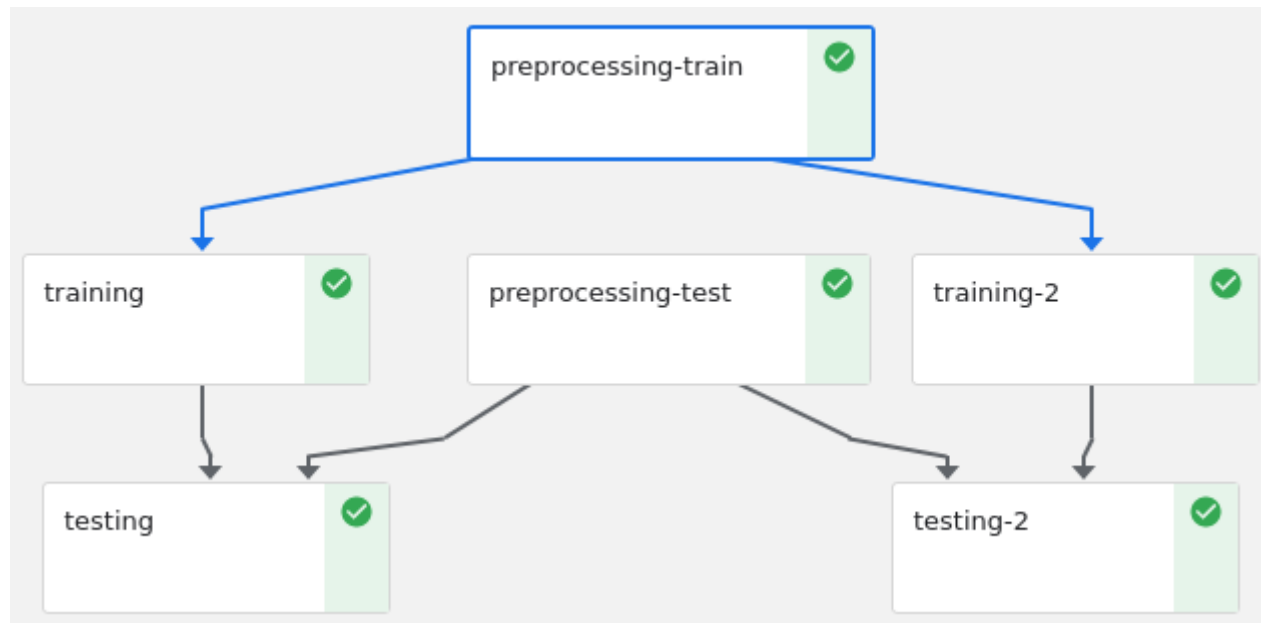 preprocessing-train
training
preprocessing-test
training-2
testing
testing-2